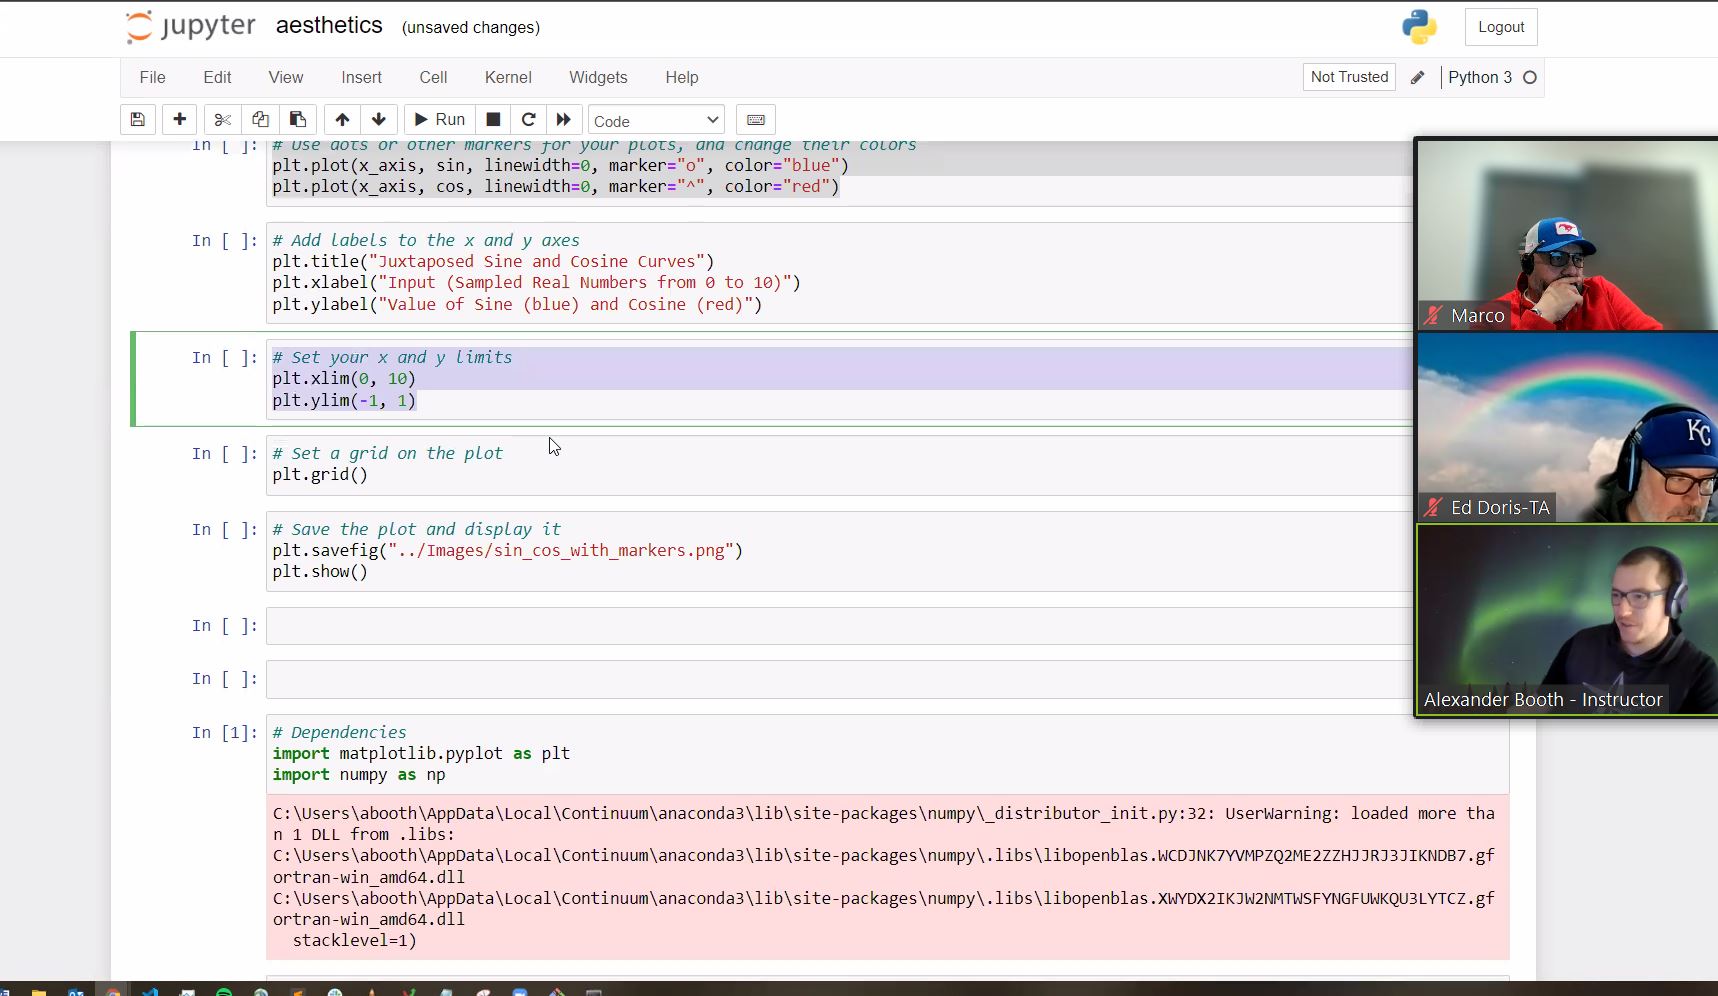 jupyter aesthetics (unsaved changes)
Logout
File Edit View Insert Cell Kernel Widgets Help
Not Trusted
Python 3
Run
Code
In [ ]: # Use dots or other markers for your plots, and change their colors
plt.plot(x_axis, sin, linewidth=0, marker="o", color="blue")
plt.plot(x_axis, cos, linewidth=0, marker="^", color="red")
In [ ]: # Add labels to the x and y axes
plt.title("Juxtaposed Sine and Cosine Curves")
plt.xlabel("Input (Sampled Real Numbers from 0 to 10)")
plt.ylabel("Value of Sine (blue) and Cosine (red)")
In [ ]: # Set your x and y limits
plt.xlim(0, 10)
plt.ylim(-1, 1)
In [ ]: # Set a grid on the plot
plt.grid()
In [ ]: # Save the plot and display it
plt.savefig("../Images/sin_cos_with_markers.png")
plt.show()
In [ ]:
In [ ]:
In [1]: # Dependencies
import matplotlib.pyplot as plt
import numpy as np
C:\Users\abooth\AppData\Local\Continuum\anaconda3\lib\site-packages\numpy\_distributor_init.py:32: UserWarning: loaded more tha
n 1 DLL from .libs:
C:\Users\abooth\AppData\Local\Continuum\anaconda3\lib\site-packages\numpy\.libs\libopenblas.WCDJNK7YVMPZQ2ME2ZZHJJRJ3JIKNDB7.gf
ortran-win_amd64.dll
C:\Users\abooth\AppData\Local\Continuum\anaconda3\lib\site-packages\numpy\.libs\libopenblas.XWYDX2IKJW2NMTWSFYNGFUWKQU3LYTCZ.gf
ortran-win_amd64.dll
stacklevel=1)
Marco
KC
Ed Doris-TA
Alexander Booth - Instructor